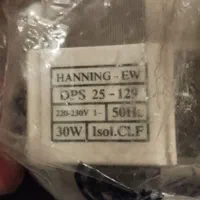 HANNING - EW
DPS 25 - 129
220-230V 1~ 50Hz
30W Isol.Cl.F